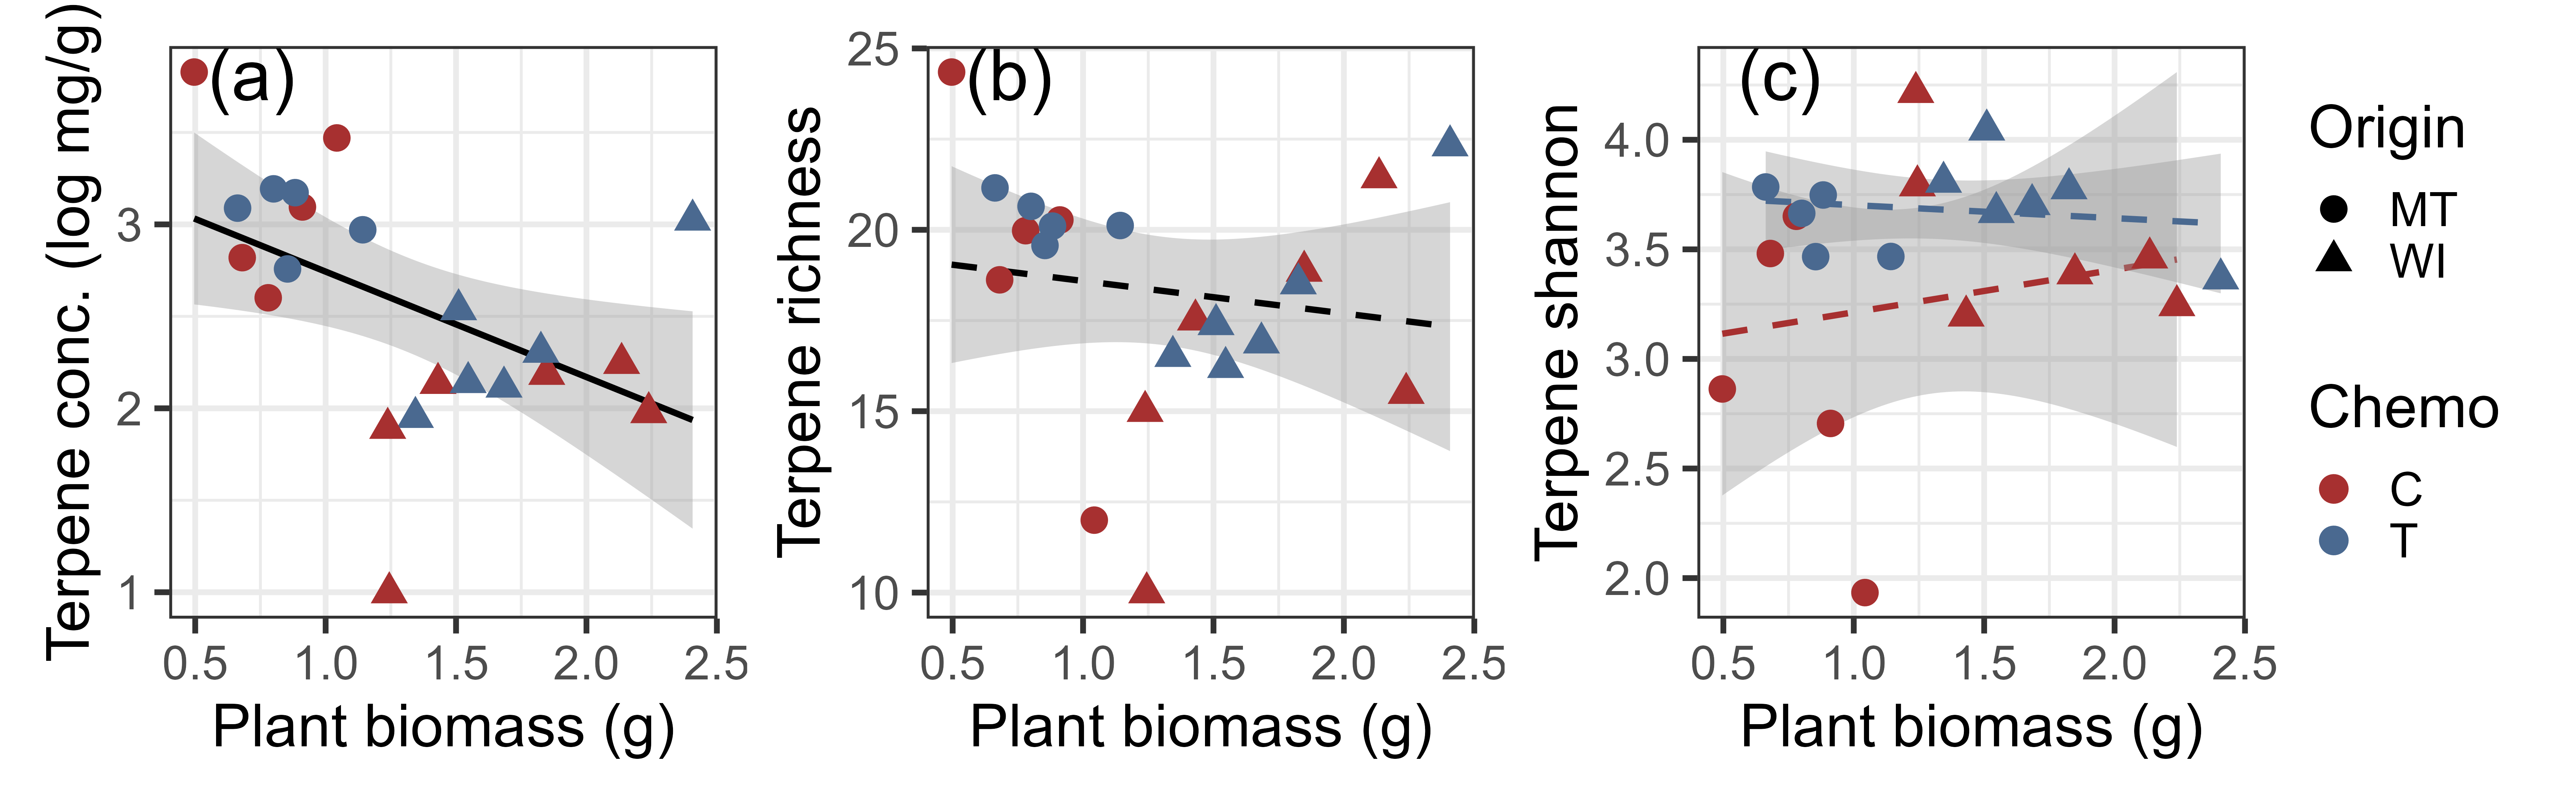 Terpene conc. (log mg/g)
(a)
3
2
1
0.5 1.0 1.5 2.0 2.5
Plant biomass (g)
Terpene richness
(b)
25
20
15
10
0.5 1.0 1.5 2.0 2.5
Plant biomass (g)
Terpene shannon
(c)
4.0
3.5
3.0
2.5
2.0
0.5 1.0 1.5 2.0 2.5
Plant biomass (g)
Origin
MT
WI
Chemo
C
T